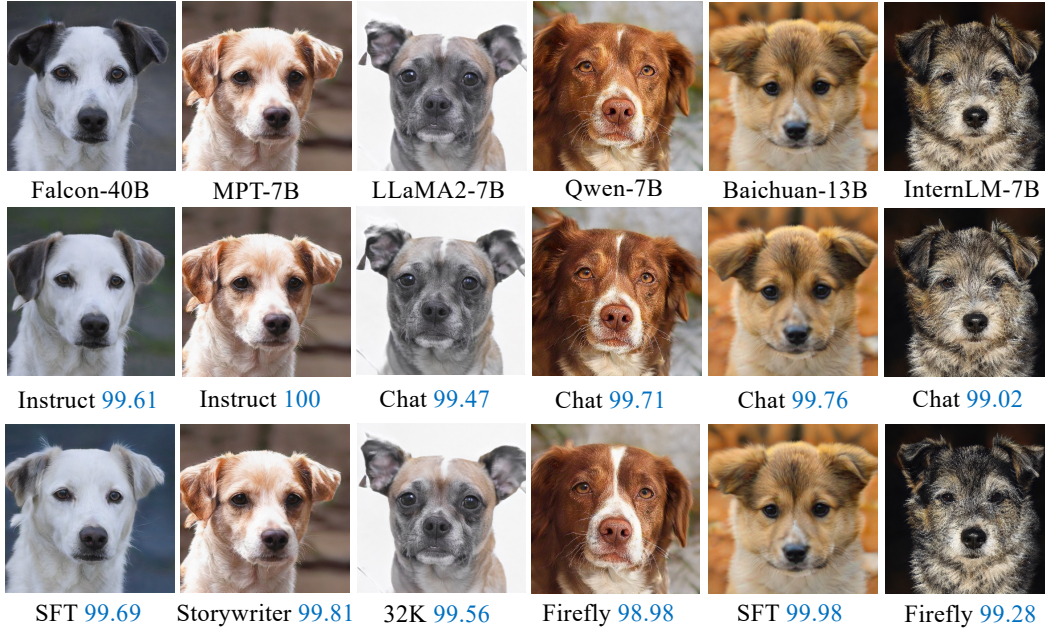 Falcon-40B MPT-7B LLaMA2-7B Qwen-7B Baichuan-13B InternLM-7B
Instruct 99.61 Instruct 100 Chat 99.47 Chat 99.71 Chat 99.76 Chat 99.02
SFT 99.69 Storywriter 99.81 32K 99.56 Firefly 98.98 SFT 99.98 Firefly 99.28